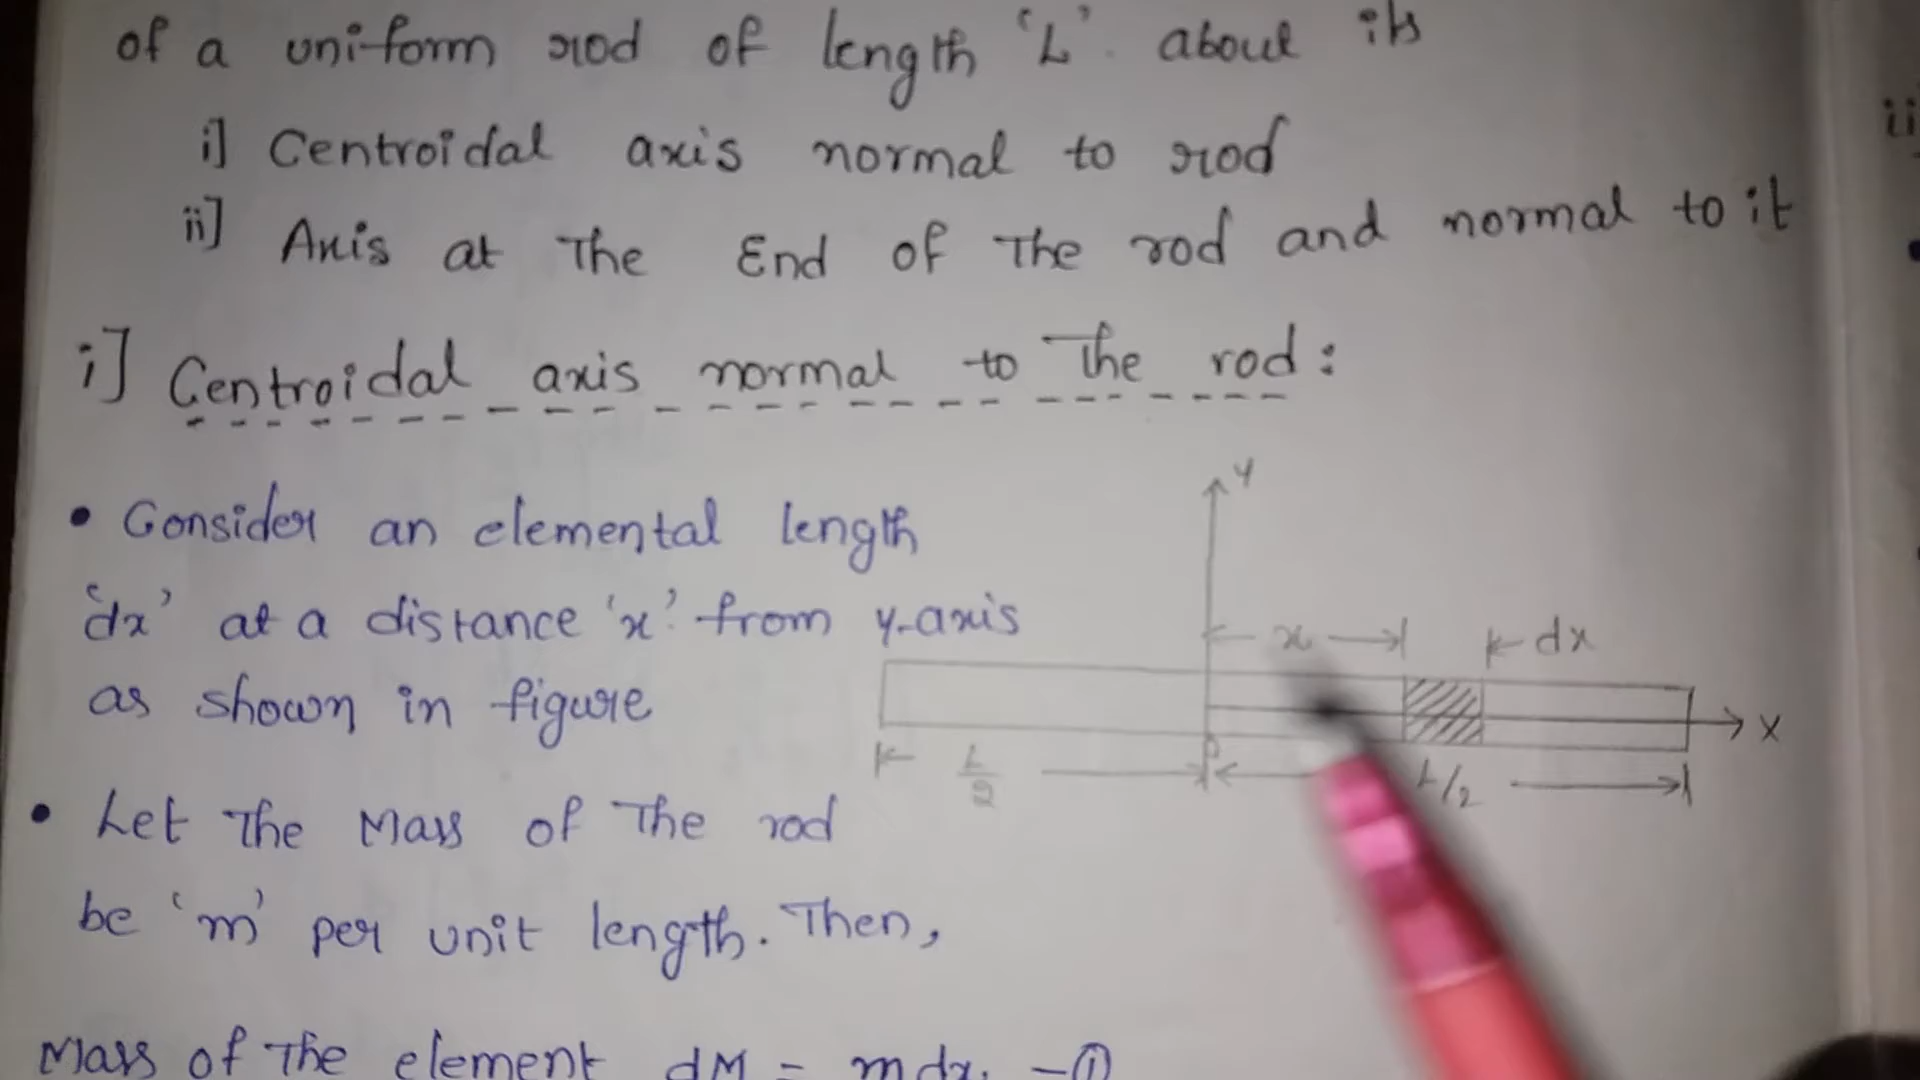 of a uniform rod of length 'L' about its
i] Centroidal axis normal to rod
ii] Axis at The End of The rod and normal to it
i] Centroidal axis normal to The rod:
• Consider an elemental length
'dx' at a distance 'x' from y-axis
as shown in figure
• Let The Mass of The rod
be 'm' per unit length. Then,
Mass of The element dM = mdx. - ①
y
x
dx
X
L/2
L/2
ii